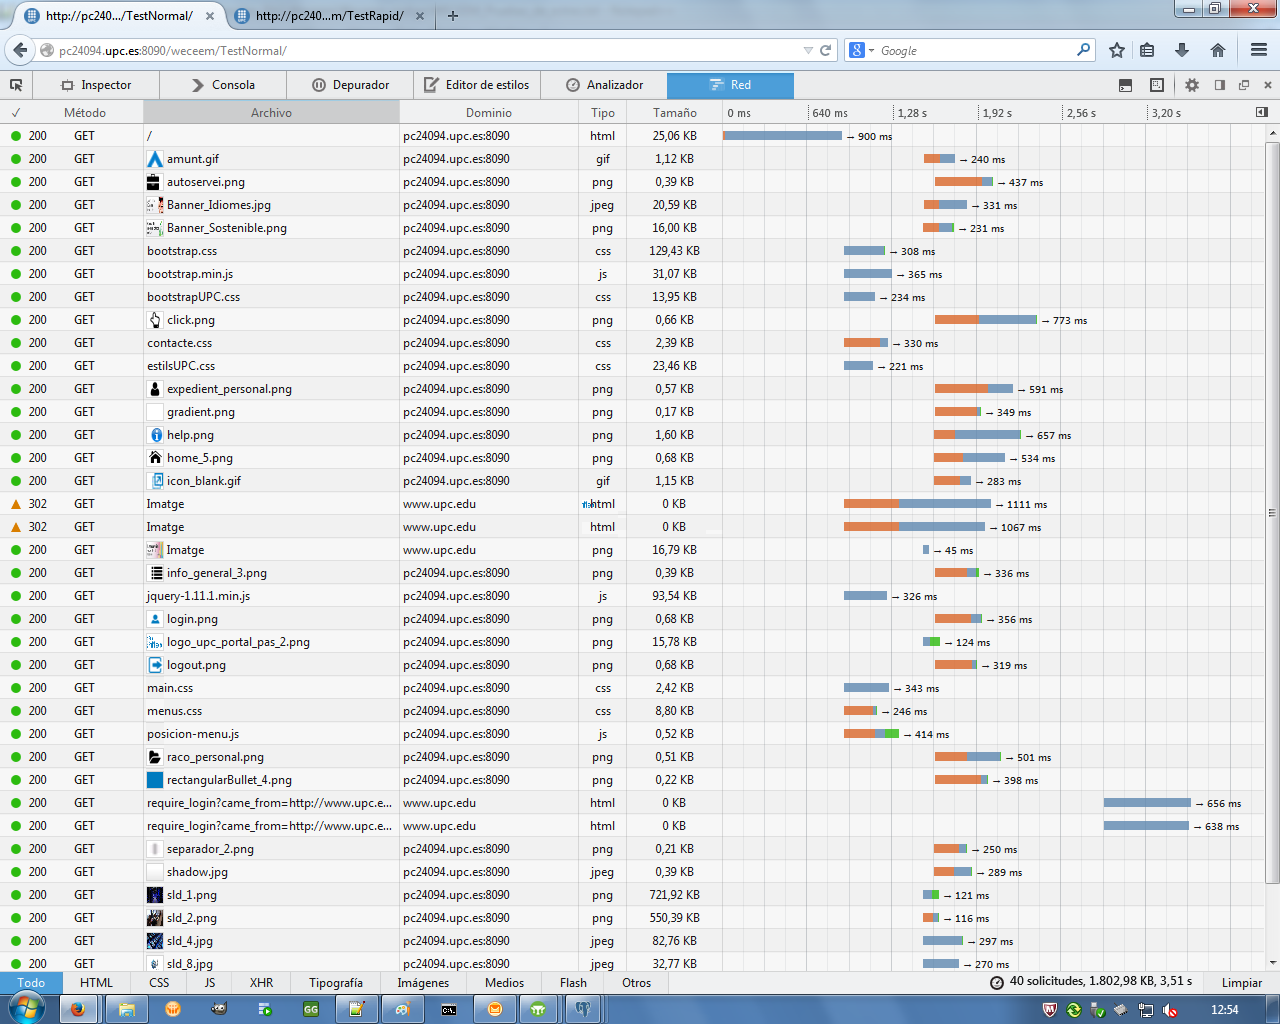 http://pc240.../TestNormal/ http://pc240...m/TestRapid/
pc24094.upc.es:8090/weceem/TestNormal/ Google
Inspector Consola Depurador Editor de estilos Analizador Red
✓ Método Archivo Dominio Tipo Tamaño 0 ms 640 ms 1,28 s 1,92 s 2,56 s 3,20 s
200 GET / pc24094.upc.es:8090 html 25,06 KB → 900 ms
200 GET amunt.gif pc24094.upc.es:8090 gif 1,12 KB → 240 ms
200 GET autoservei.png pc24094.upc.es:8090 png 0,39 KB → 437 ms
200 GET Banner_Idiomes.jpg pc24094.upc.es:8090 jpeg 20,59 KB → 331 ms
200 GET Banner_Sostenible.png pc24094.upc.es:8090 png 16,00 KB → 231 ms
200 GET bootstrap.css pc24094.upc.es:8090 css 129,43 KB → 308 ms
200 GET bootstrap.min.js pc24094.upc.es:8090 js 31,07 KB → 365 ms
200 GET bootstrapUPC.css pc24094.upc.es:8090 css 13,95 KB → 234 ms
200 GET click.png pc24094.upc.es:8090 png 0,66 KB → 773 ms
200 GET contacte.css pc24094.upc.es:8090 css 2,39 KB → 330 ms
200 GET estilsUPC.css pc24094.upc.es:8090 css 23,46 KB → 221 ms
200 GET expedient_personal.png pc24094.upc.es:8090 png 0,57 KB → 591 ms
200 GET gradient.png pc24094.upc.es:8090 png 0,17 KB → 349 ms
200 GET help.png pc24094.upc.es:8090 png 1,60 KB → 657 ms
200 GET home_5.png pc24094.upc.es:8090 png 0,68 KB → 534 ms
200 GET icon_blank.gif pc24094.upc.es:8090 gif 1,15 KB → 283 ms
302 GET Imatge www.upc.edu html 0 KB → 1111 ms
302 GET Imatge www.upc.edu html 0 KB → 1067 ms
200 GET Imatge www.upc.edu png 16,79 KB → 45 ms
200 GET info_general_3.png pc24094.upc.es:8090 png 0,39 KB → 336 ms
200 GET jquery-1.11.1.min.js pc24094.upc.es:8090 js 93,54 KB → 326 ms
200 GET login.png pc24094.upc.es:8090 png 0,68 KB → 356 ms
200 GET logo_upc_portal_pas_2.png pc24094.upc.es:8090 png 15,78 KB → 124 ms
200 GET logout.png pc24094.upc.es:8090 png 0,68 KB → 319 ms
200 GET main.css pc24094.upc.es:8090 css 2,42 KB → 343 ms
200 GET menus.css pc24094.upc.es:8090 css 8,80 KB → 246 ms
200 GET posicion-menu.js pc24094.upc.es:8090 js 0,52 KB → 414 ms
200 GET raco_personal.png pc24094.upc.es:8090 png 0,51 KB → 501 ms
200 GET rectangularBullet_4.png pc24094.upc.es:8090 png 0,22 KB → 398 ms
200 GET require_login?came_from=http://www.upc.e... www.upc.edu html 0 KB → 656 ms
200 GET require_login?came_from=http://www.upc.e... www.upc.edu html 0 KB → 638 ms
200 GET separador_2.png pc24094.upc.es:8090 png 0,21 KB → 250 ms
200 GET shadow.jpg pc24094.upc.es:8090 jpeg 0,39 KB → 289 ms
200 GET sld_1.png pc24094.upc.es:8090 png 721,92 KB → 121 ms
200 GET sld_2.png pc24094.upc.es:8090 png 550,39 KB → 116 ms
200 GET sld_4.jpg pc24094.upc.es:8090 jpeg 82,76 KB → 297 ms
200 GET sld_8.jpg pc24094.upc.es:8090 jpeg 32,77 KB → 270 ms
Todo HTML CSS JS XHR Tipografía Imágenes Medios Flash Otros 40 solicitudes, 1.802,98 KB, 3,51 s Limpiar
12:54